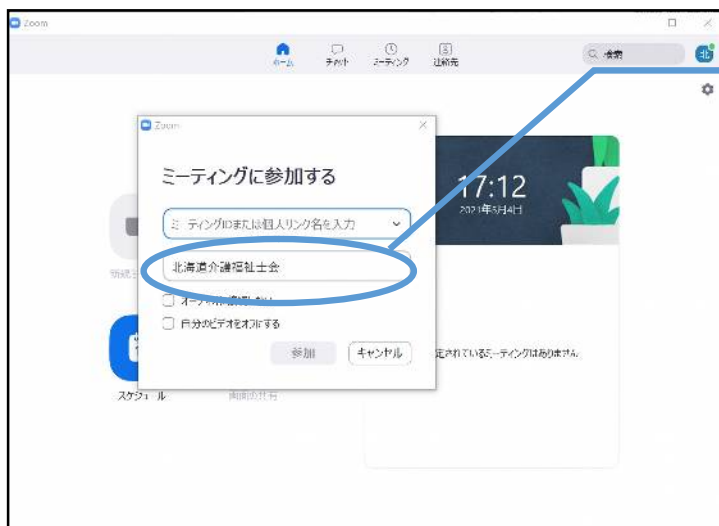 Zoom
ホーム
チャット
ミーティング
連絡先
検索
北
Zoom
ミーティングに参加する
ミーティングIDまたは個人リンク名を入力
北海道介護福祉士会
自分のビデオをオフにする
参加
キャンセル
17:12
2021年5月4日
定されているミーティングはありません。
スケジュール
画面の共有